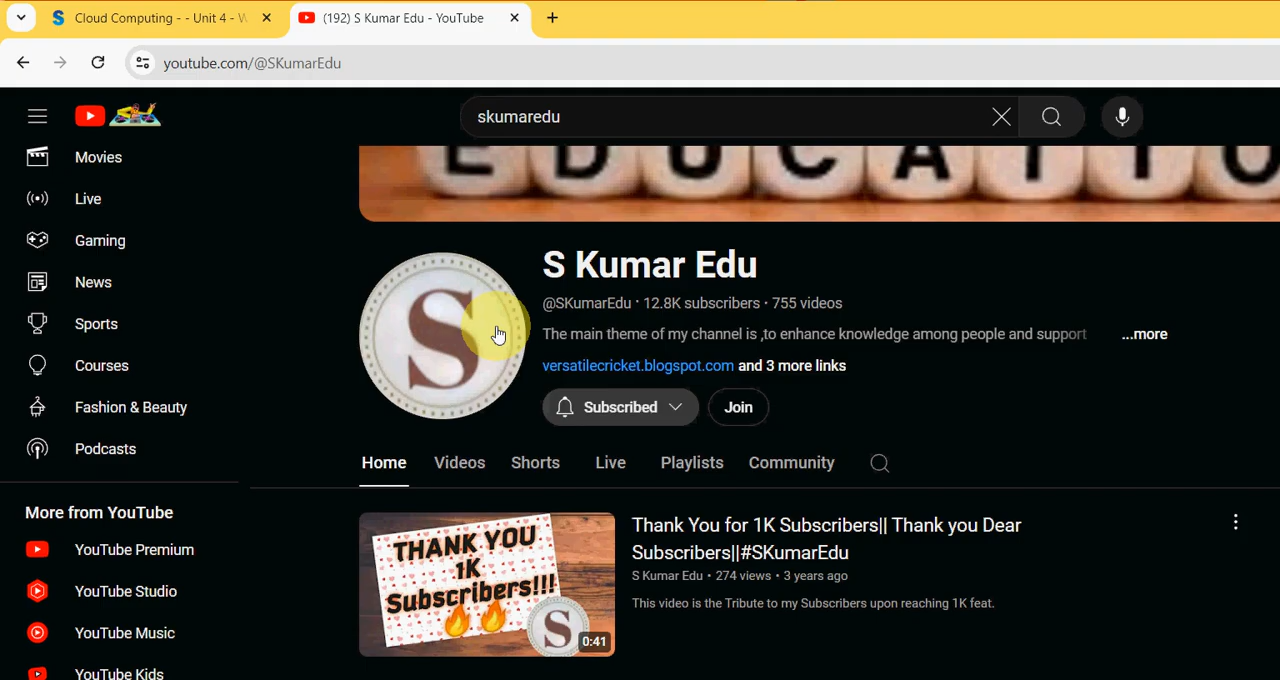 Cloud Computing - - Unit 4 - W
(192) S Kumar Edu - YouTube
youtube.com/@SKumarEdu
skumaredu
Movies
Live
Gaming
News
Sports
Courses
Fashion & Beauty
Podcasts
More from YouTube
YouTube Premium
YouTube Studio
YouTube Music
YouTube Kids
EDUCATIO
S
S Kumar Edu
@SKumarEdu · 12.8K subscribers · 755 videos
The main theme of my channel is ,to enhance knowledge among people and support ...more
versatilecricket.blogspot.com and 3 more links
Subscribed
Join
Home Videos Shorts Live Playlists Community
THANK YOU
1K
Subscribers!!!
S
0:41
Thank You for 1K Subscribers|| Thank you Dear
Subscribers||#SKumarEdu
S Kumar Edu · 274 views · 3 years ago
This video is the Tribute to my Subscribers upon reaching 1K feat.